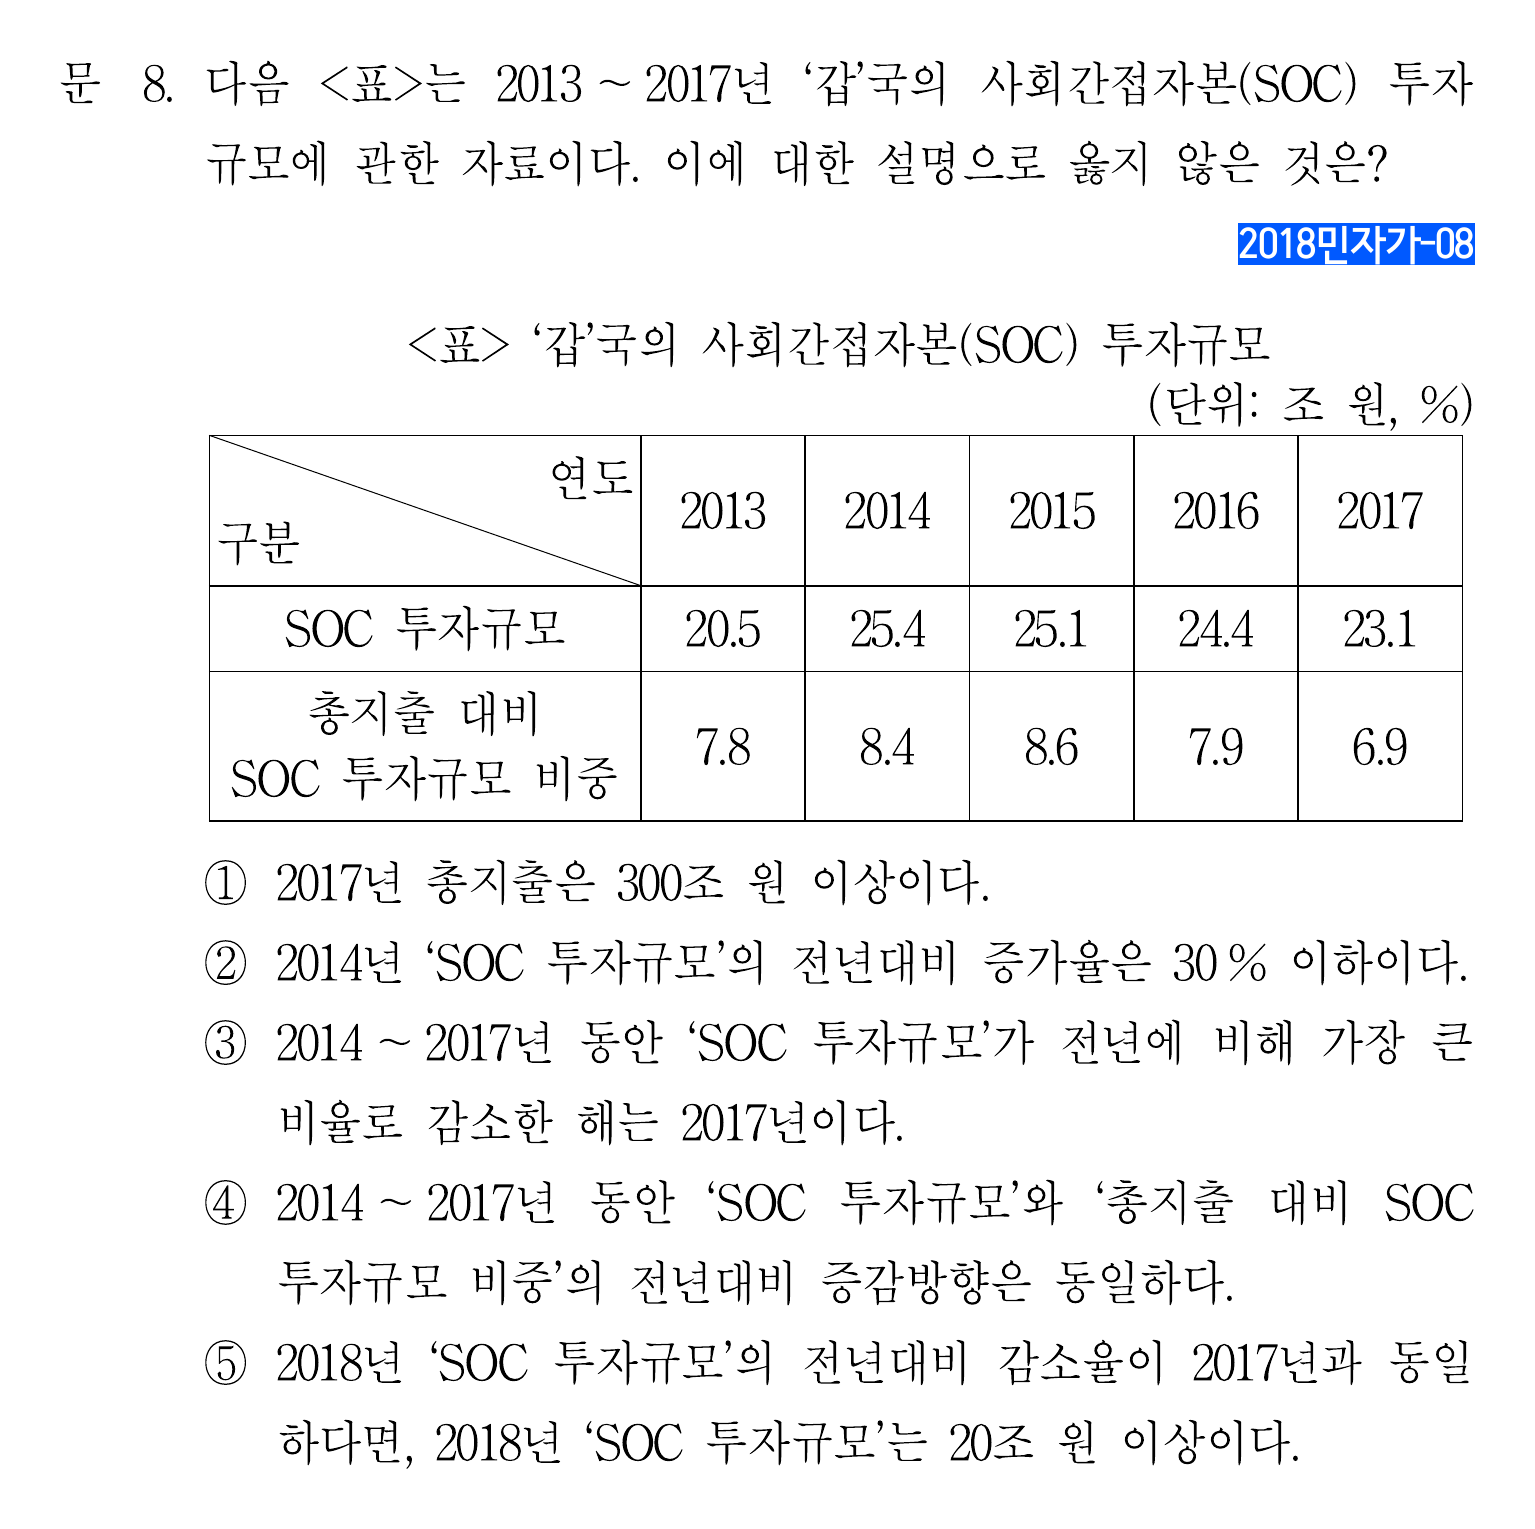 문 8. 다음 <표>는 2013 ~ 2017년 ‘갑’국의 사회간접자본(SOC) 투자
규모에 관한 자료이다. 이에 대한 설명으로 옳지 않은 것은?
2018민자가-08
<표> ‘갑’국의 사회간접자본(SOC) 투자규모
(단위: 조 원, %)
연도
구분
2013 2014 2015 2016 2017
SOC 투자규모 20.5 25.4 25.1 24.4 23.1
총지출 대비
SOC 투자규모 비중 7.8 8.4 8.6 7.9 6.9
① 2017년 총지출은 300조 원 이상이다.
② 2014년 ‘SOC 투자규모’의 전년대비 증가율은 30 % 이하이다.
③ 2014 ~ 2017년 동안 ‘SOC 투자규모’가 전년에 비해 가장 큰
비율로 감소한 해는 2017년이다.
④ 2014 ~ 2017년 동안 ‘SOC 투자규모’와 ‘총지출 대비 SOC
투자규모 비중’의 전년대비 증감방향은 동일하다.
⑤ 2018년 ‘SOC 투자규모’의 전년대비 감소율이 2017년과 동일
하다면, 2018년 ‘SOC 투자규모’는 20조 원 이상이다.